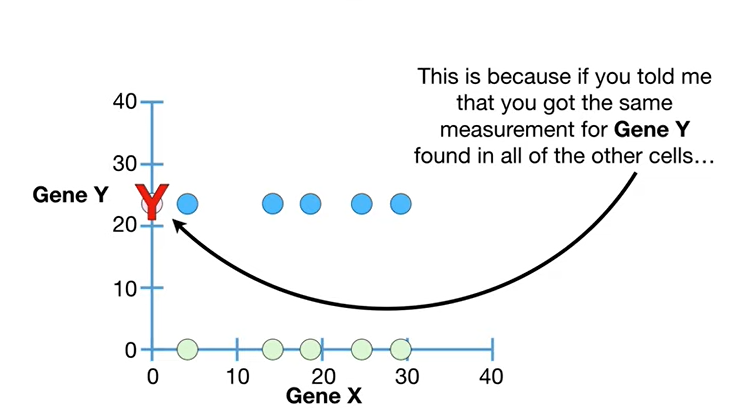 This is because if you told me
that you got the same
measurement for Gene Y
found in all of the other cells…
40
30
Gene Y
Y
20
10
0
0 10 20 30 40
Gene X